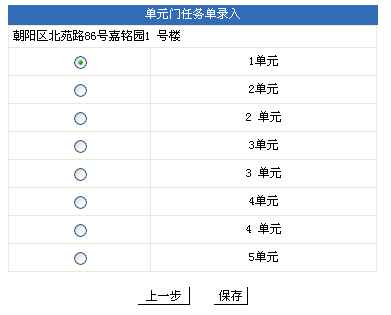 单元门任务单录入
朝阳区北苑路86号嘉铭园1 号楼
1单元
2单元
2 单元
3单元
3 单元
4单元
4 单元
5单元
上一步 保存